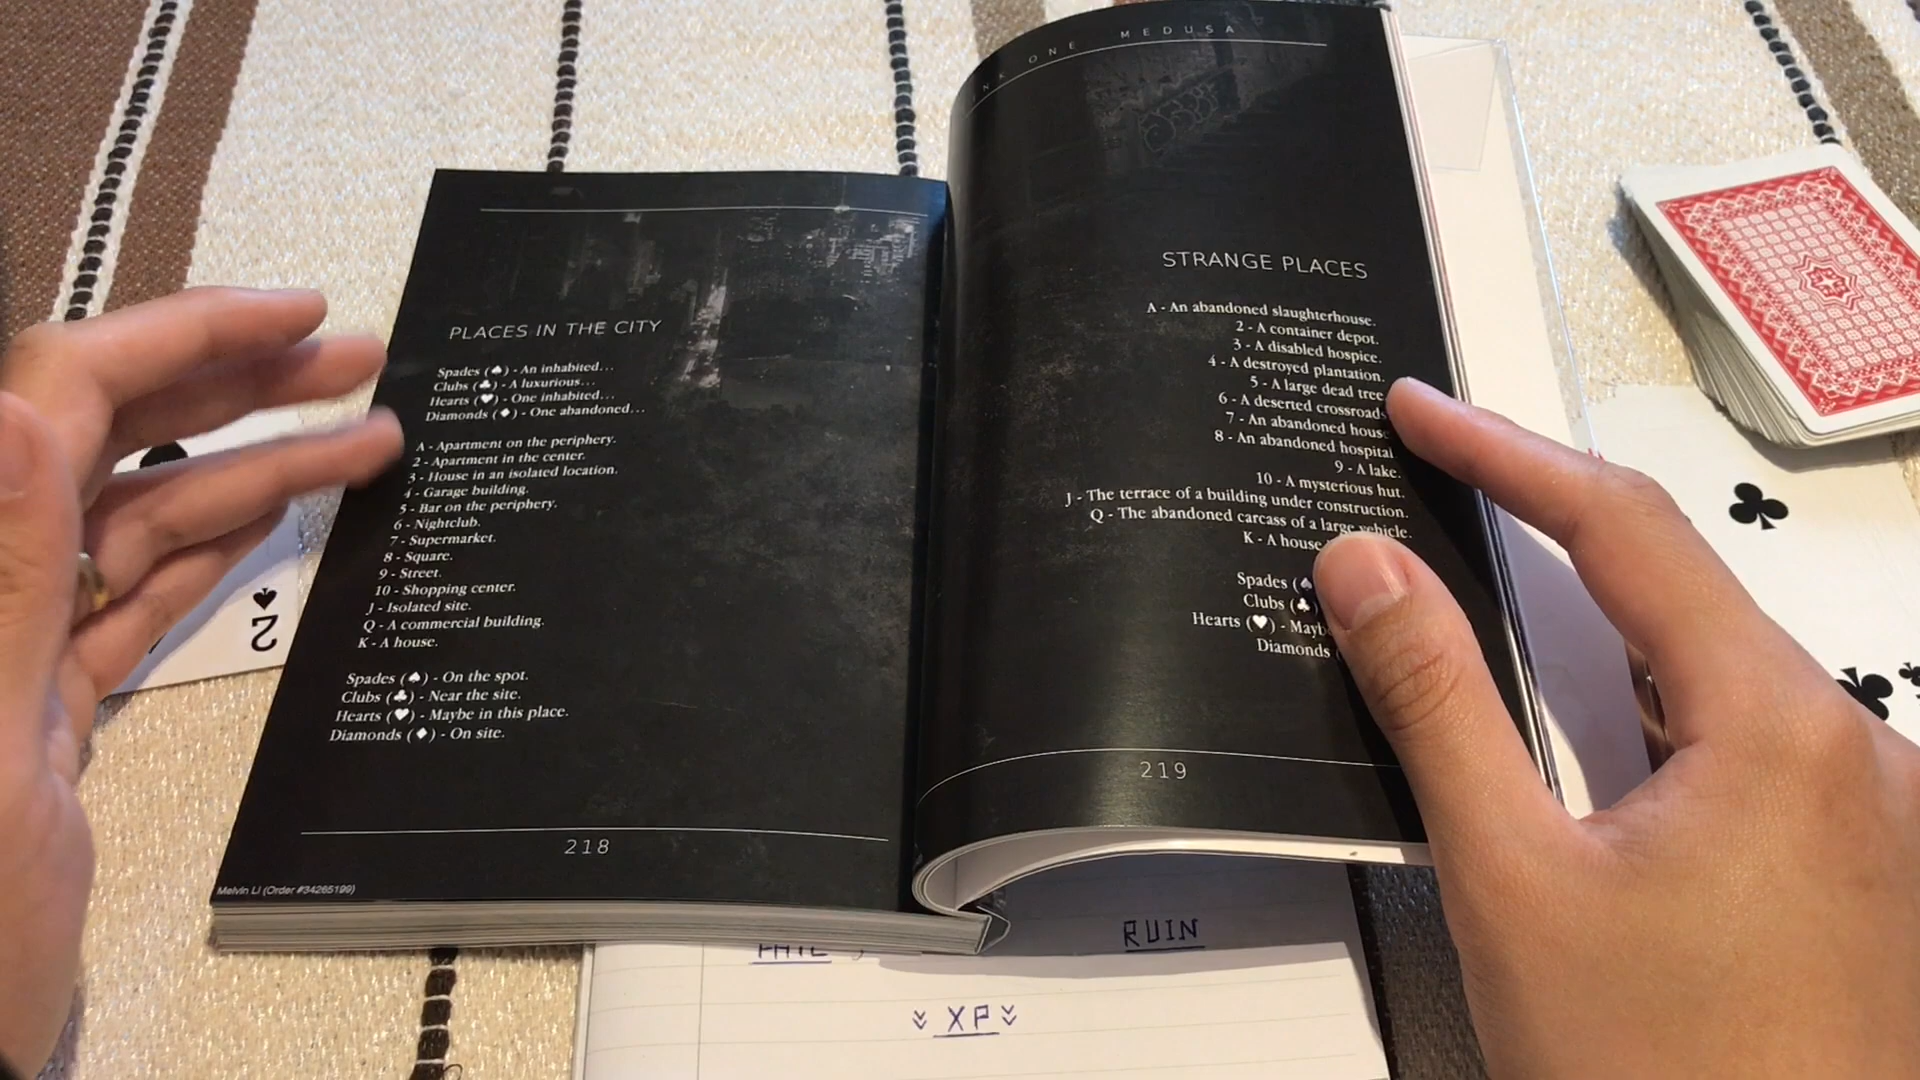 PLACES IN THE CITY
Spades (♠) - An inhabited...
Clubs (♣) - A luxurious...
Hearts (♥) - One inhabited...
Diamonds (♦) - One abandoned...
A - Apartment on the periphery.
2 - Apartment in the center.
3 - House in an isolated location.
4 - Garage building.
5 - Bar on the periphery.
6 - Nightclub.
7 - Supermarket.
8 - Square.
9 - Street.
10 - Shopping center.
J - Isolated site.
Q - A commercial building.
K - A house.
Spades (♠) - On the spot.
Clubs (♣) - Near the site.
Hearts (♥) - Maybe in this place.
Diamonds (♦) - On site.
218
Melvin Li (Order #34265199)
ONE MEDUSA
STRANGE PLACES
A - An abandoned slaughterhouse.
2 - A container depot.
3 - A disabled hospice.
4 - A destroyed plantation.
5 - A large dead tree
6 - A deserted crossroads
7 - An abandoned house
8 - An abandoned hospital
9 - A lake.
10 - A mysterious hut.
J - The terrace of a building under construction.
Q - The abandoned carcass of a large vehicle.
K - A house
Spades (♠
Clubs (♣)
Hearts (♥) - Maybe
Diamonds (
219
2
RUIN
XP